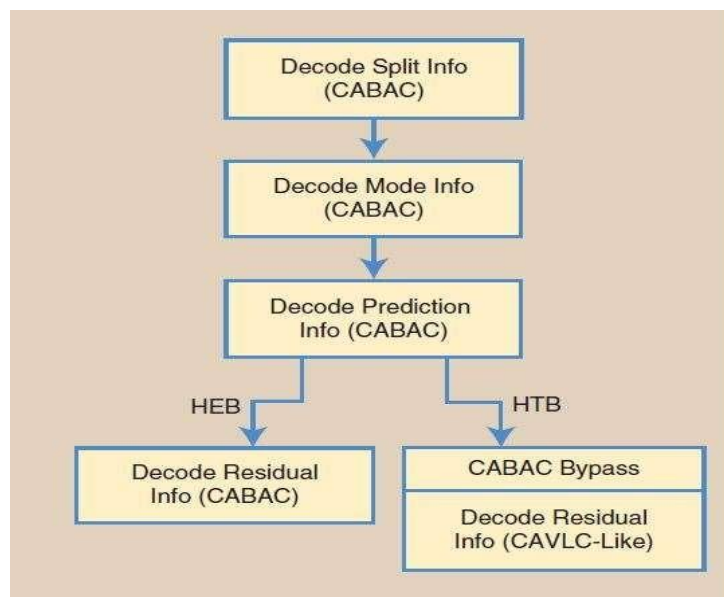 Decode Split Info
(CABAC)
Decode Mode Info
(CABAC)
Decode Prediction
Info (CABAC)
HEB
HTB
Decode Residual
Info (CABAC)
CABAC Bypass
Decode Residual
Info (CAVLC-Like)